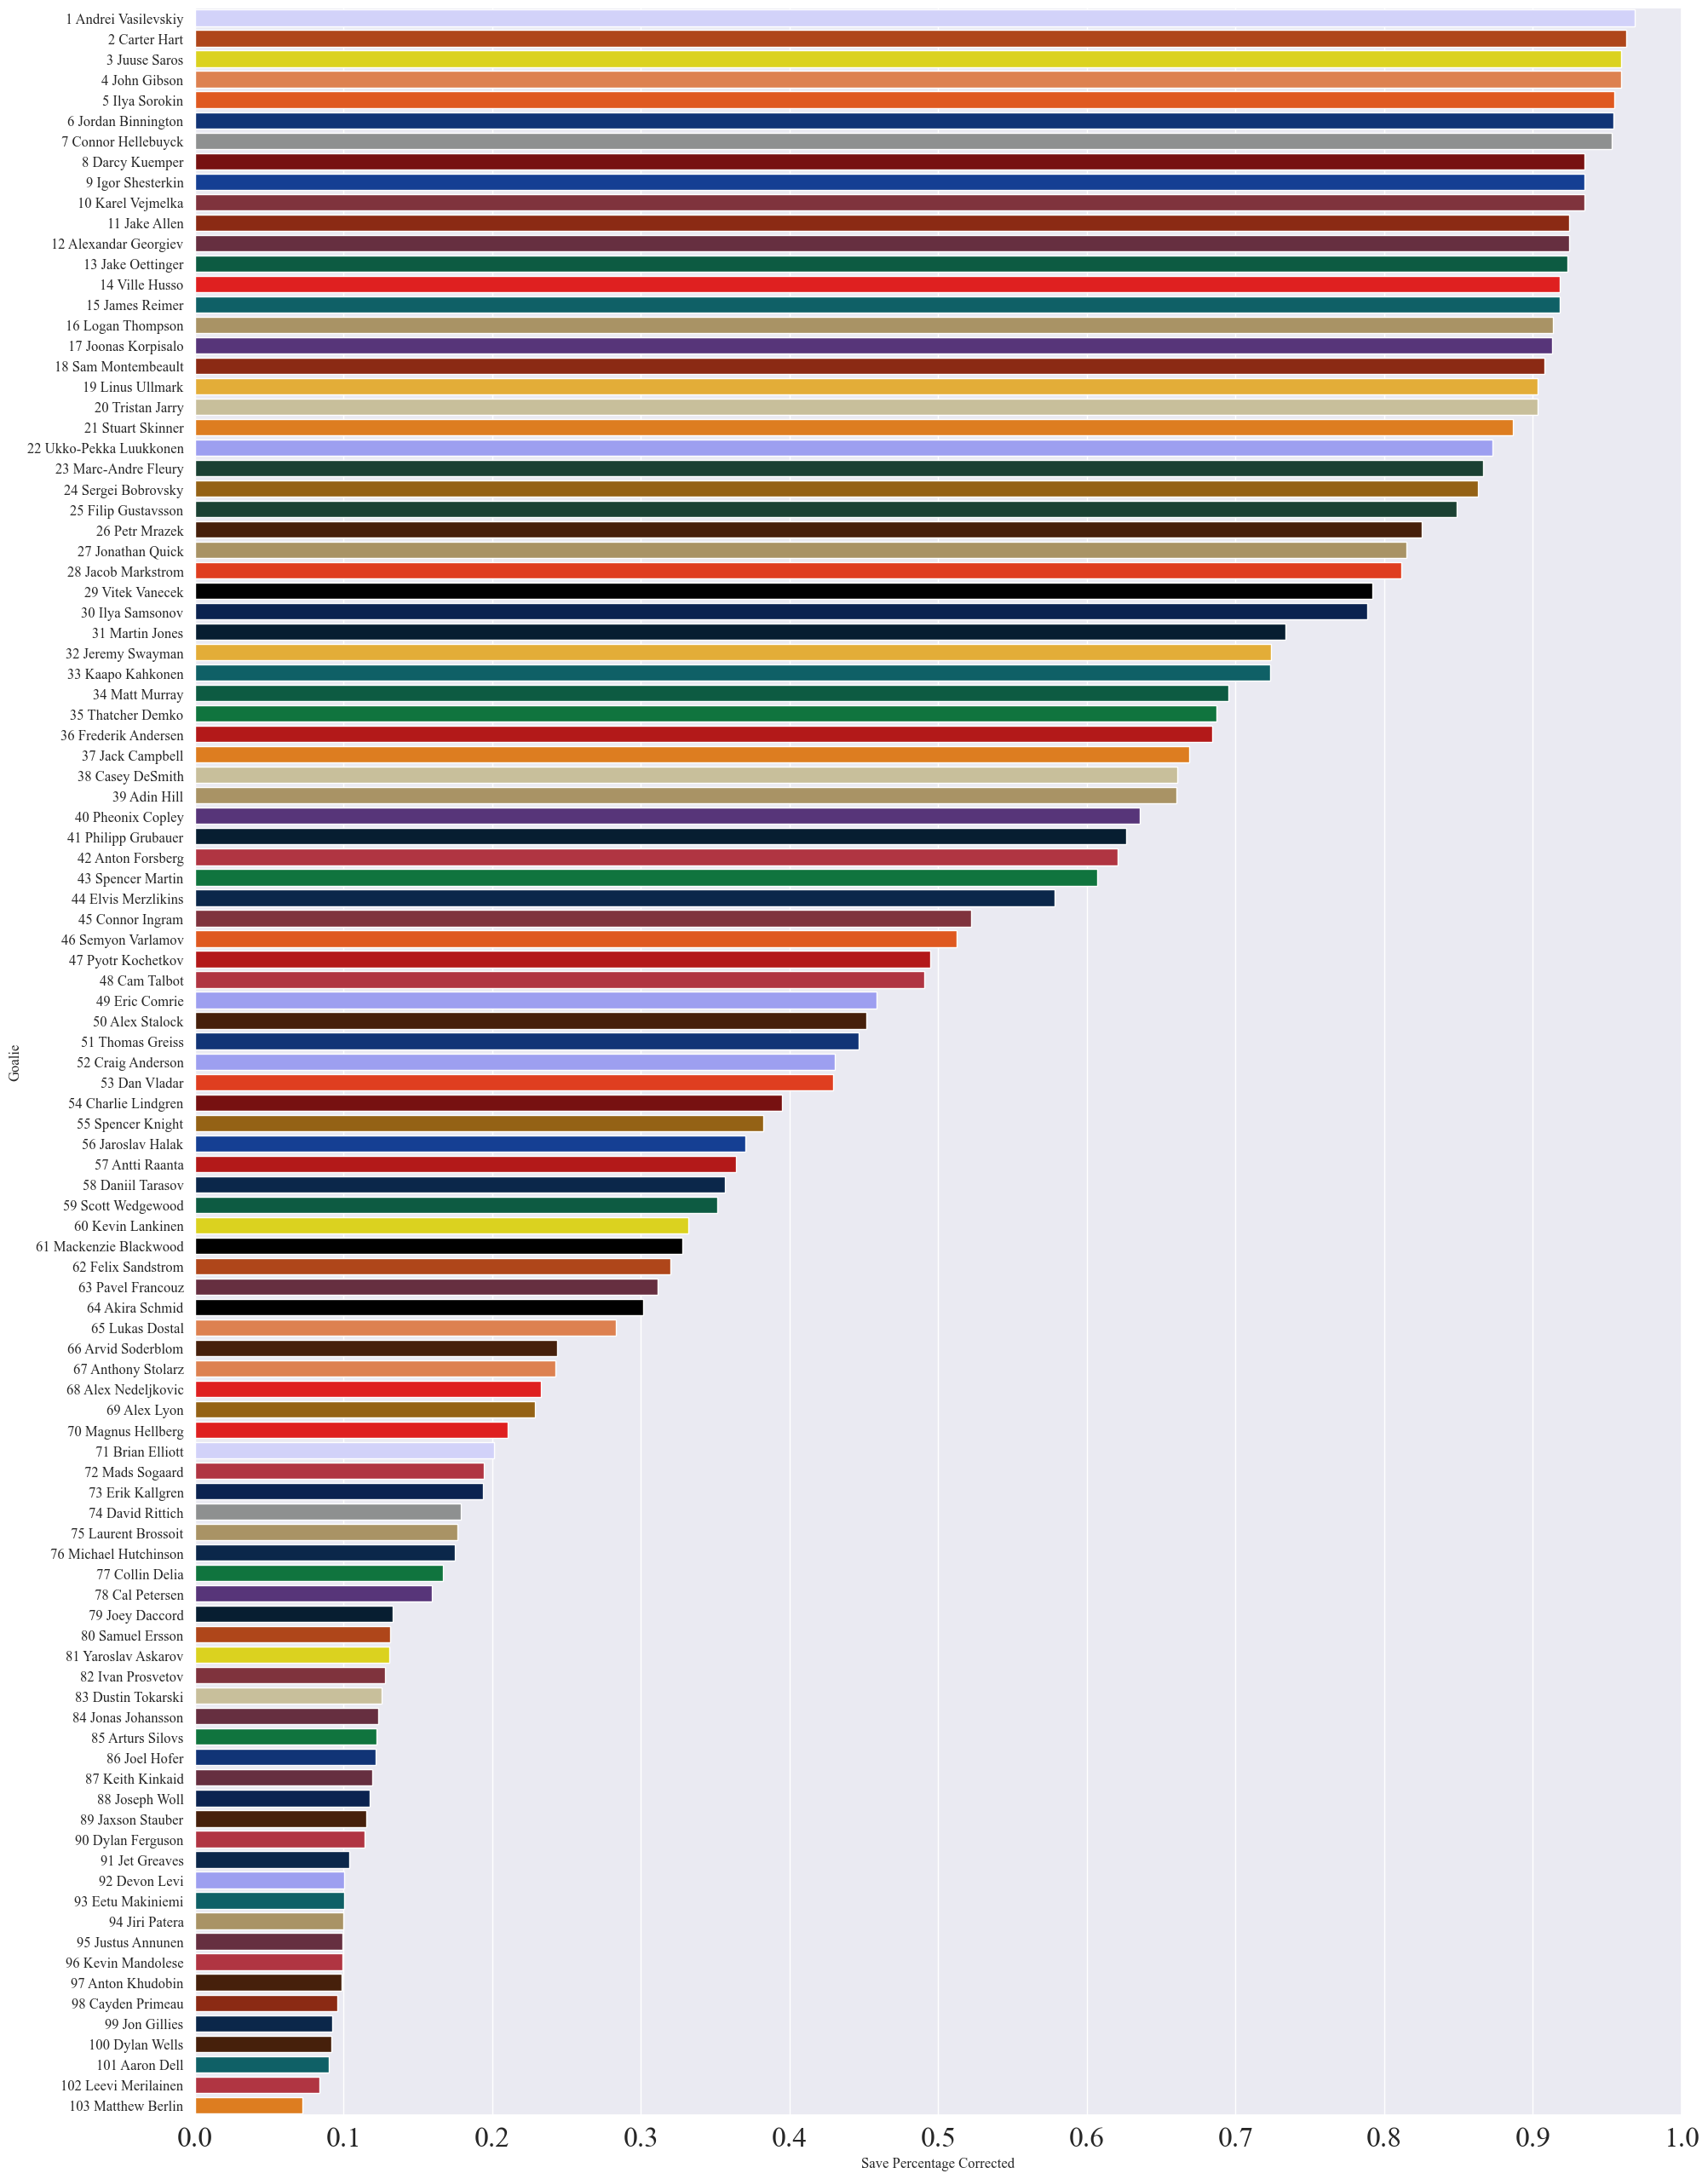 1 Andrei Vasilevskiy
2 Carter Hart
3 Juuse Saros
4 John Gibson
5 Ilya Sorokin
6 Jordan Binnington
7 Connor Hellebuyck
8 Darcy Kuemper
9 Igor Shesterkin
10 Karel Vejmelka
11 Jake Allen
12 Alexandar Georgiev
13 Jake Oettinger
14 Ville Husso
15 James Reimer
16 Logan Thompson
17 Joonas Korpisalo
18 Sam Montembeault
19 Linus Ullmark
20 Tristan Jarry
21 Stuart Skinner
22 Ukko-Pekka Luukkonen
23 Marc-Andre Fleury
24 Sergei Bobrovsky
25 Filip Gustavsson
26 Petr Mrazek
27 Jonathan Quick
28 Jacob Markstrom
29 Vitek Vanecek
30 Ilya Samsonov
31 Martin Jones
32 Jeremy Swayman
33 Kaapo Kahkonen
34 Matt Murray
35 Thatcher Demko
36 Frederik Andersen
37 Jack Campbell
38 Casey DeSmith
39 Adin Hill
40 Pheonix Copley
41 Philipp Grubauer
42 Anton Forsberg
43 Spencer Martin
44 Elvis Merzlikins
45 Connor Ingram
46 Semyon Varlamov
47 Pyotr Kochetkov
48 Cam Talbot
49 Eric Comrie
50 Alex Stalock
51 Thomas Greiss
52 Craig Anderson
53 Dan Vladar
54 Charlie Lindgren
55 Spencer Knight
56 Jaroslav Halak
57 Antti Raanta
58 Daniil Tarasov
59 Scott Wedgewood
60 Kevin Lankinen
61 Mackenzie Blackwood
62 Felix Sandstrom
63 Pavel Francouz
64 Akira Schmid
65 Lukas Dostal
66 Arvid Soderblom
67 Anthony Stolarz
68 Alex Nedeljkovic
69 Alex Lyon
70 Magnus Hellberg
71 Brian Elliott
72 Mads Sogaard
73 Erik Kallgren
74 David Rittich
75 Laurent Brossoit
76 Michael Hutchinson
77 Collin Delia
78 Cal Petersen
79 Joey Daccord
80 Samuel Ersson
81 Yaroslav Askarov
82 Ivan Prosvetov
83 Dustin Tokarski
84 Jonas Johansson
85 Arturs Silovs
86 Joel Hofer
87 Keith Kinkaid
88 Joseph Woll
89 Jaxson Stauber
90 Dylan Ferguson
91 Jet Greaves
92 Devon Levi
93 Eetu Makiniemi
94 Jiri Patera
95 Justus Annunen
96 Kevin Mandolese
97 Anton Khudobin
98 Cayden Primeau
99 Jon Gillies
100 Dylan Wells
101 Aaron Dell
102 Leevi Merilainen
103 Matthew Berlin
Goalie
0.0 0.1 0.2 0.3 0.4 0.5 0.6 0.7 0.8 0.9 1.0
Save Percentage Corrected